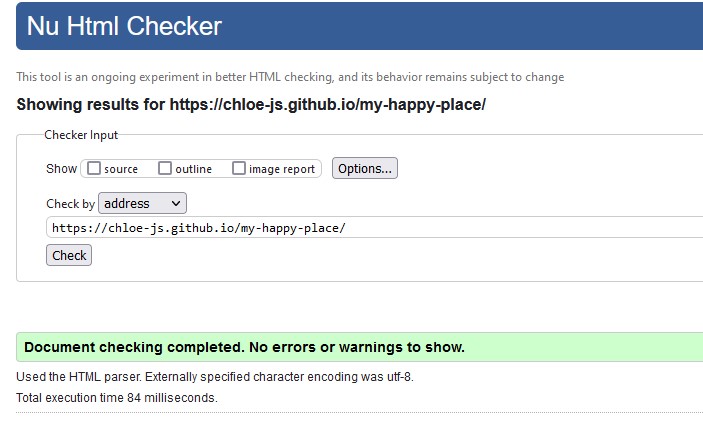 Nu Html Checker
This tool is an ongoing experiment in better HTML checking, and its behavior remains subject to change
Showing results for https://chloe-js.github.io/my-happy-place/
Checker Input
Show source outline image report Options...
Check by address
https://chloe-js.github.io/my-happy-place/
Check
Document checking completed. No errors or warnings to show.
Used the HTML parser. Externally specified character encoding was utf-8.
Total execution time 84 milliseconds.